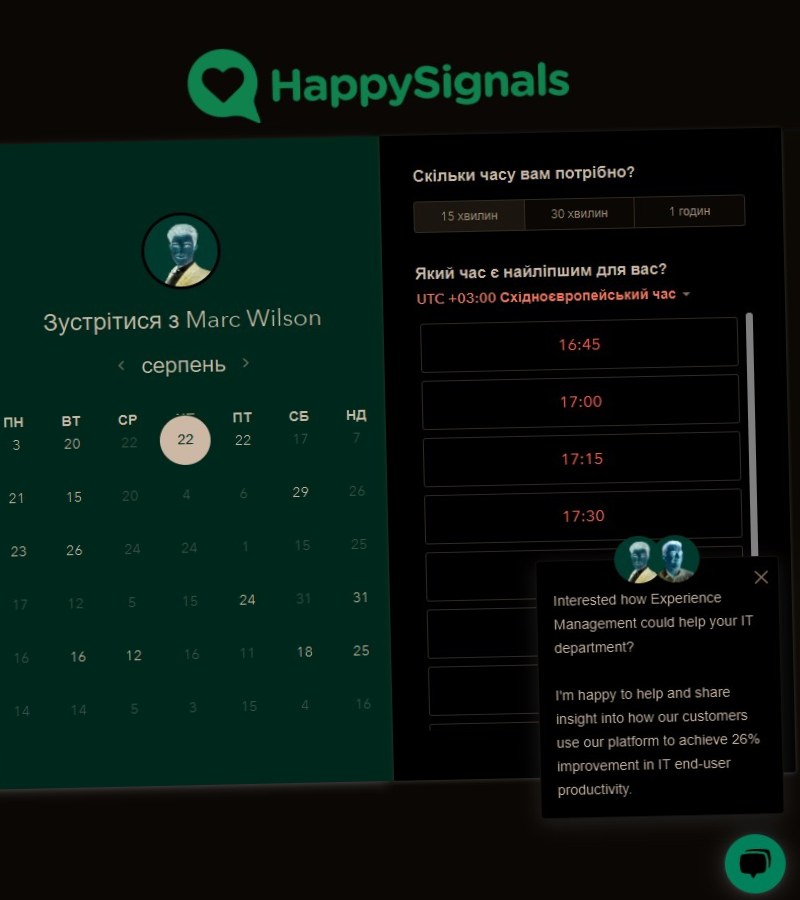 HappySignals
Зустрітися з Marc Wilson
серпень
ПН ВТ СР ПТ СБ НД
3 20 22 22 22 17 7
21 15 20 4 6 29 26
23 26 24 24 1 15 25
17 12 5 15 24 31 31
16 16 12 16 11 18 25
14 14 5 3 15 4 16
Скільки часу вам потрібно?
15 хвилин 30 хвилин 1 годин
Який час є найліпшим для вас?
UTC +03:00 Східноєвропейський час
16:45
17:00
17:15
17:30
Interested how Experience
Management could help your IT
department?
I'm happy to help and share
insight into how our customers
use our platform to achieve 26%
improvement in IT end-user
productivity.